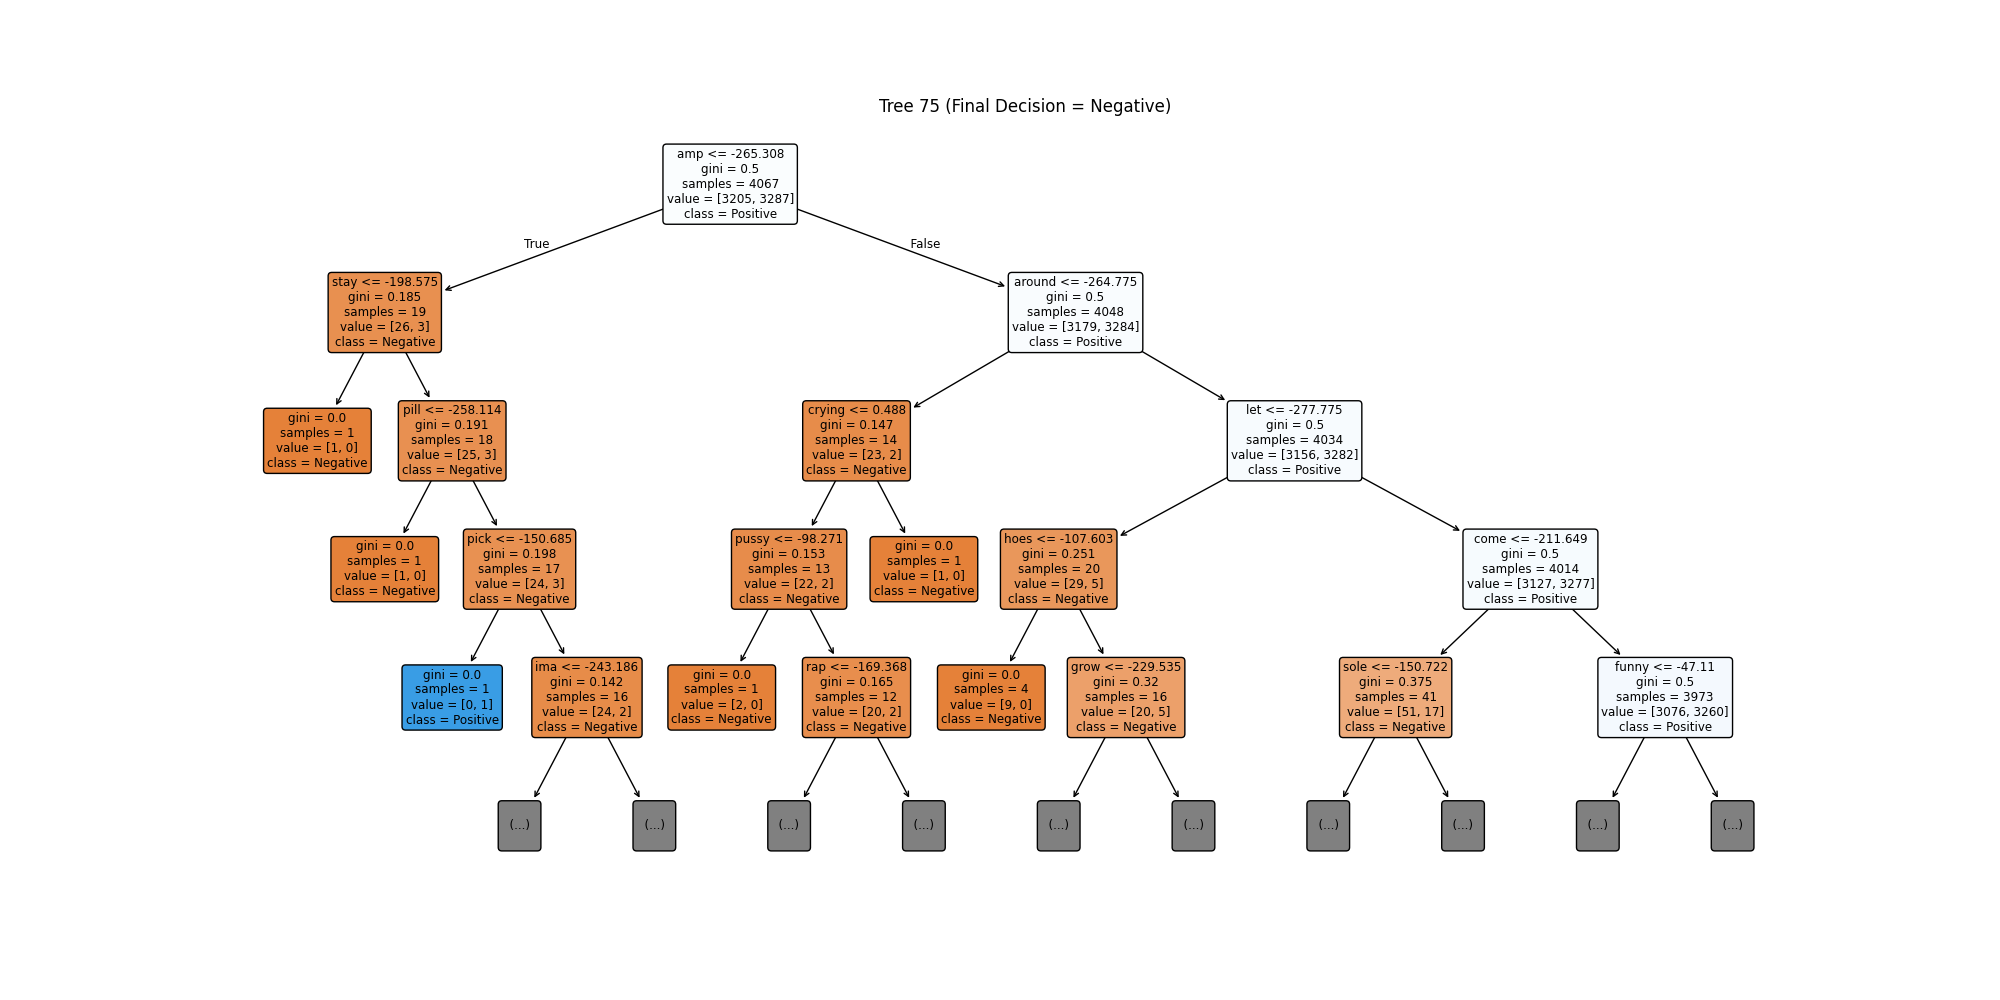 Tree 75 (Final Decision = Negative)
amp <= -265.308
gini = 0.5
samples = 4067
value = [3205, 3287]
class = Positive
True
False
stay <= -198.575
gini = 0.185
samples = 19
value = [26, 3]
class = Negative
around <= -264.775
gini = 0.5
samples = 4048
value = [3179, 3284]
class = Positive
gini = 0.0
samples = 1
value = [1, 0]
class = Negative
pill <= -258.114
gini = 0.191
samples = 18
value = [25, 3]
class = Negative
crying <= 0.488
gini = 0.147
samples = 14
value = [23, 2]
class = Negative
let <= -277.775
gini = 0.5
samples = 4034
value = [3156, 3282]
class = Positive
gini = 0.0
samples = 1
value = [1, 0]
class = Negative
pick <= -150.685
gini = 0.198
samples = 17
value = [24, 3]
class = Negative
pussy <= -98.271
gini = 0.153
samples = 13
value = [22, 2]
class = Negative
gini = 0.0
samples = 1
value = [1, 0]
class = Negative
hoes <= -107.603
gini = 0.251
samples = 20
value = [29, 5]
class = Negative
come <= -211.649
gini = 0.5
samples = 4014
value = [3127, 3277]
class = Positive
gini = 0.0
samples = 1
value = [0, 1]
class = Positive
ima <= -243.186
gini = 0.142
samples = 16
value = [24, 2]
class = Negative
gini = 0.0
samples = 1
value = [2, 0]
class = Negative
rap <= -169.368
gini = 0.165
samples = 12
value = [20, 2]
class = Negative
gini = 0.0
samples = 4
value = [9, 0]
class = Negative
grow <= -229.535
gini = 0.32
samples = 16
value = [20, 5]
class = Negative
sole <= -150.722
gini = 0.375
samples = 41
value = [51, 17]
class = Negative
funny <= -47.11
gini = 0.5
samples = 3973
value = [3076, 3260]
class = Positive
(...)
(...)
(...)
(...)
(...)
(...)
(...)
(...)
(...)
(...)